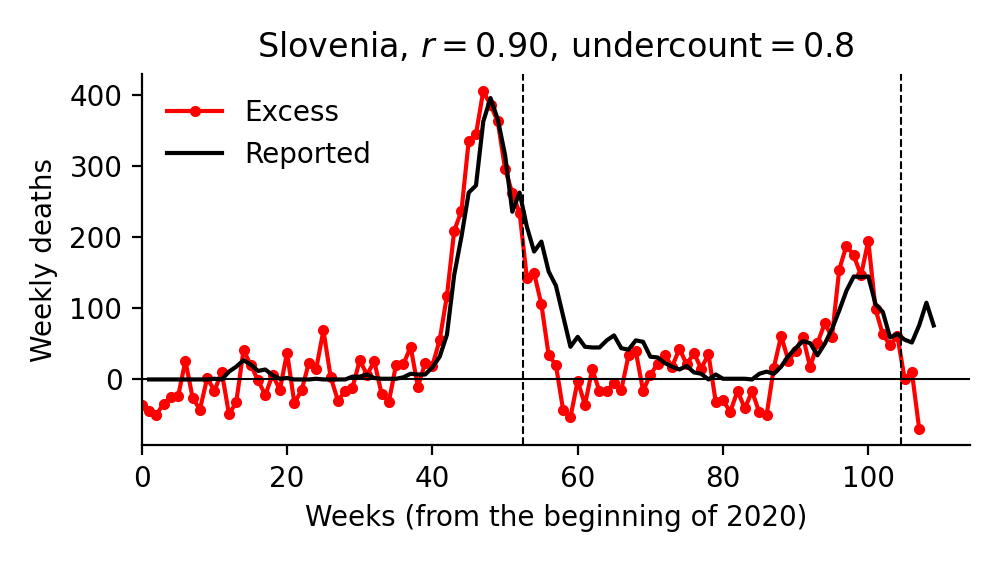 Slovenia, r = 0.90, undercount = 0.8
Weekly deaths
400
300
200
100
0
Excess
Reported
0 20 40 60 80 100
Weeks (from the beginning of 2020)